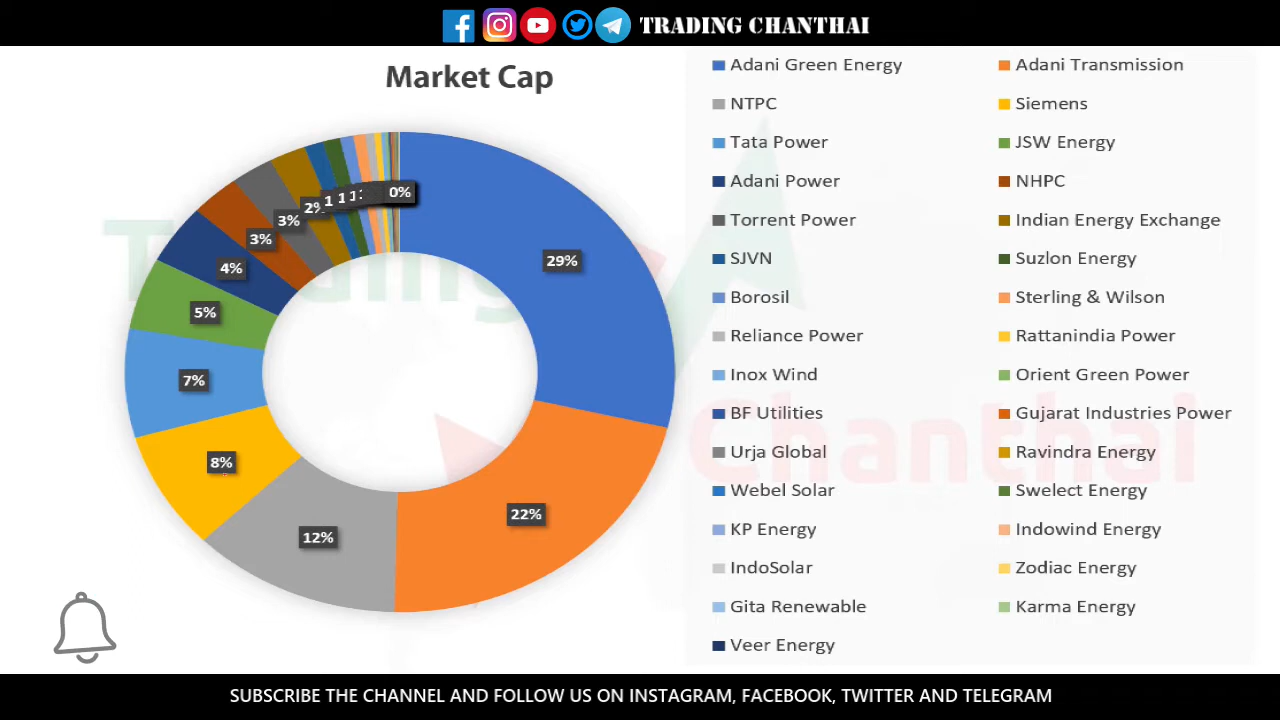 TRADING CHANTHAI
Market Cap
Adani Green Energy
Adani Transmission
NTPC
Siemens
Tata Power
JSW Energy
Adani Power
NHPC
Torrent Power
Indian Energy Exchange
SJVN
Suzlon Energy
Borosil
Sterling & Wilson
Reliance Power
Rattanindia Power
Inox Wind
Orient Green Power
BF Utilities
Gujarat Industries Power
Urja Global
Ravindra Energy
Webel Solar
Swelect Energy
KP Energy
Indowind Energy
IndoSolar
Zodiac Energy
Gita Renewable
Karma Energy
Veer Energy
29%
22%
12%
8%
7%
5%
4%
3%
3%
2%
0%
Trading
Chanthai
SUBSCRIBE THE CHANNEL AND FOLLOW US ON INSTAGRAM, FACEBOOK, TWITTER AND TELEGRAM